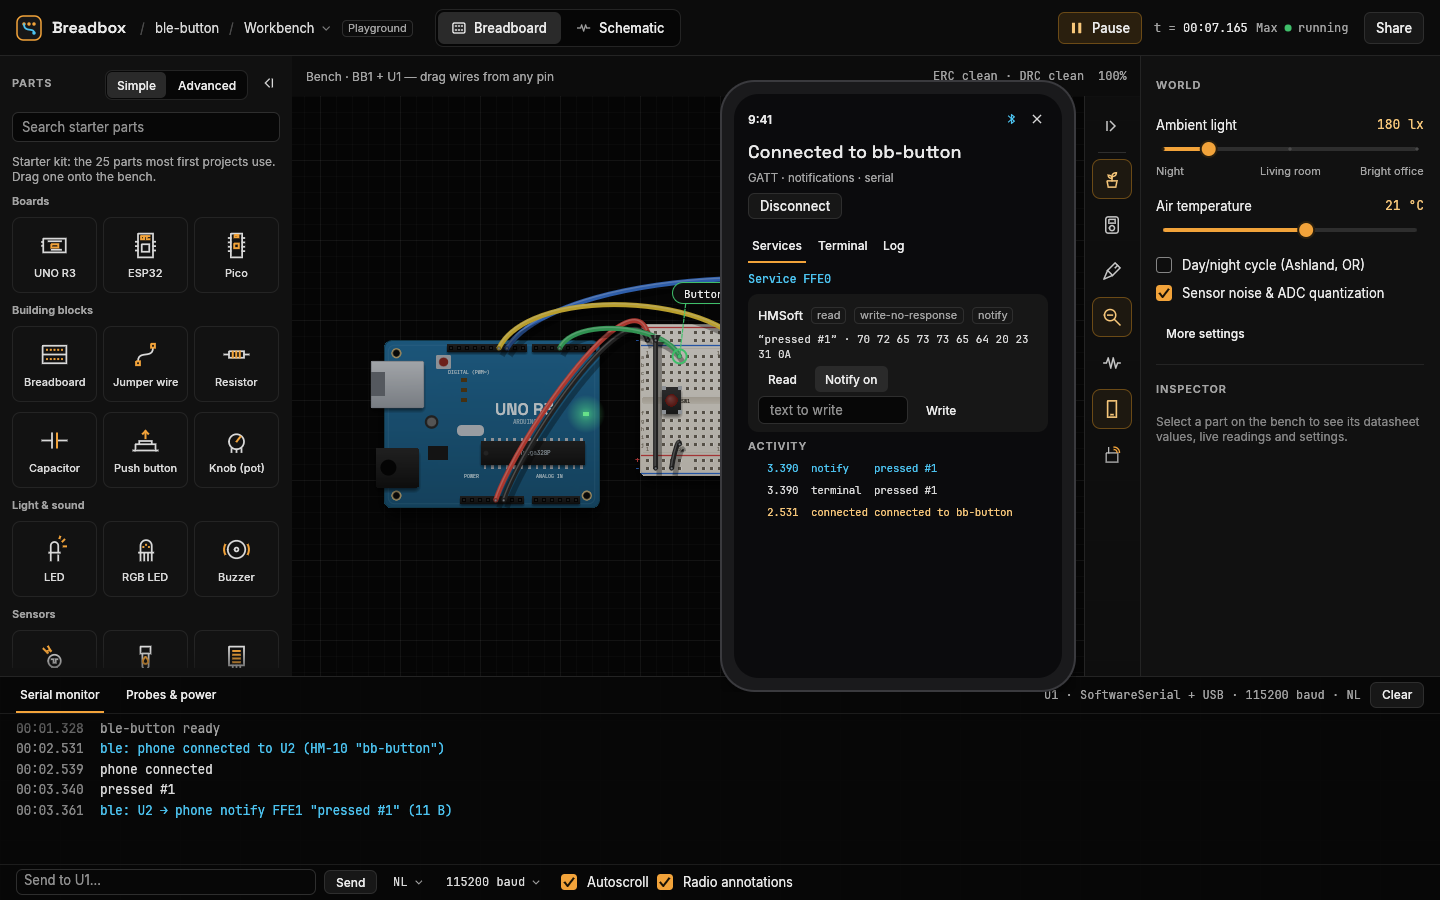 Breadbox / ble-button / Workbench Playground
Breadboard Schematic
Pause t = 00:07.165 Max running Share
PARTS Simple Advanced
Search starter parts
Starter kit: the 25 parts most first projects use.
Drag one onto the bench.
Boards
UNO R3 ESP32 Pico
Building blocks
Breadboard Jumper wire Resistor
Capacitor Push button Knob (pot)
Light & sound
LED RGB LED Buzzer
Sensors
Bench · BB1 + U1 — drag wires from any pin
ERC clean · DRC clean 100%
Button
DIGITAL (PWM~)
UNO
POWER ANALOG IN
9:41
Connected to bb-button
GATT · notifications · serial
Disconnect
Services Terminal Log
Service FFE0
HMSoft read write-no-response notify
"pressed #1" · 70 72 65 73 73 65 64 20 23
31 0A
Read Notify on
text to write Write
ACTIVITY
3.390 notify pressed #1
3.390 terminal pressed #1
2.531 connected connected to bb-button
WORLD
Ambient light 180 lx
Night Living room Bright office
Air temperature 21 °C
Day/night cycle (Ashland, OR)
Sensor noise & ADC quantization
More settings
INSPECTOR
Select a part on the bench to see its datasheet
values, live readings and settings.
Serial monitor Probes & power
U1 · SoftwareSerial + USB · 115200 baud · NL Clear
00:01.328 ble-button ready
00:02.531 ble: phone connected to U2 (HM-10 "bb-button")
00:02.539 phone connected
00:03.340 pressed #1
00:03.361 ble: U2 → phone notify FFE1 "pressed #1" (11 B)
Send to U1... Send NL 115200 baud Autoscroll Radio annotations